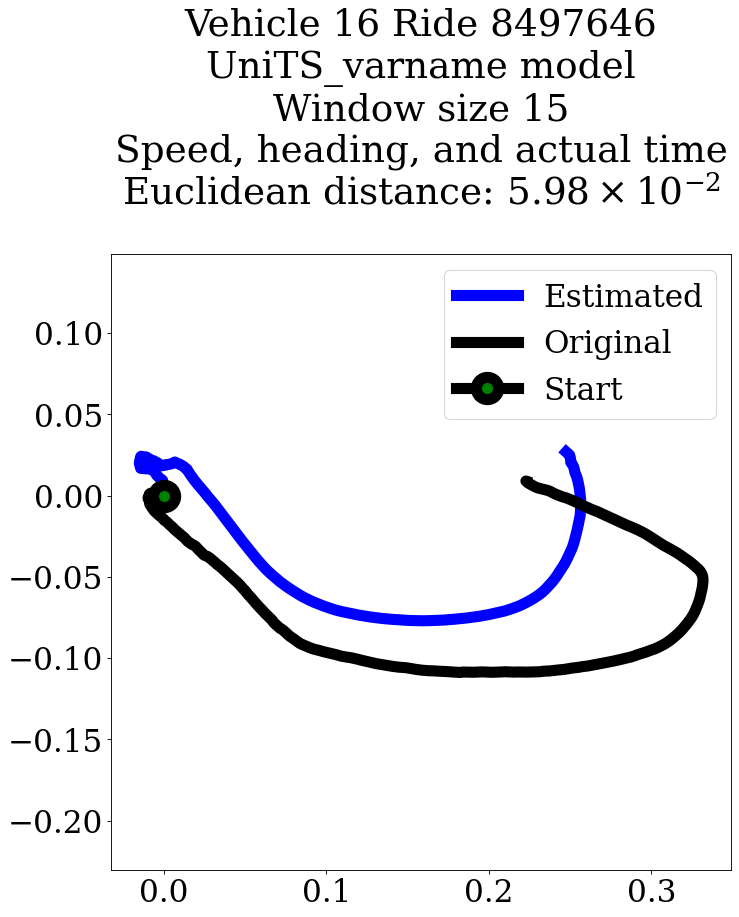 Vehicle 16 Ride 8497646
UniTS_varname model
Window size 15
Speed, heading, and actual time
Euclidean distance: 5.98 × 10⁻²
Estimated
Original
Start
0.10
0.05
0.00
−0.05
−0.10
−0.15
−0.20
0.0 0.1 0.2 0.3